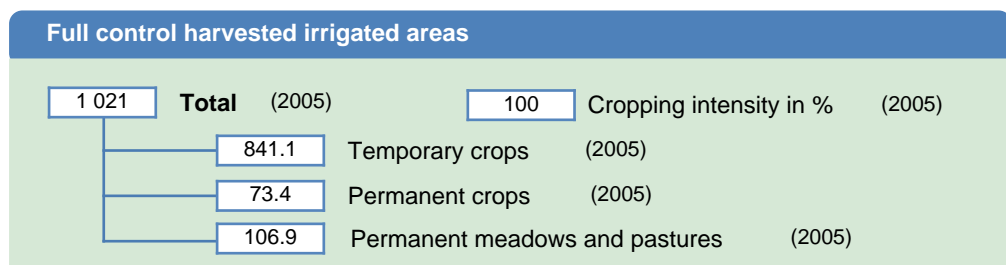 Full control harvested irrigated areas
1 021 Total (2005) 100 Cropping intensity in % (2005)
841.1 Temporary crops (2005)
73.4 Permanent crops (2005)
106.9 Permanent meadows and pastures (2005)